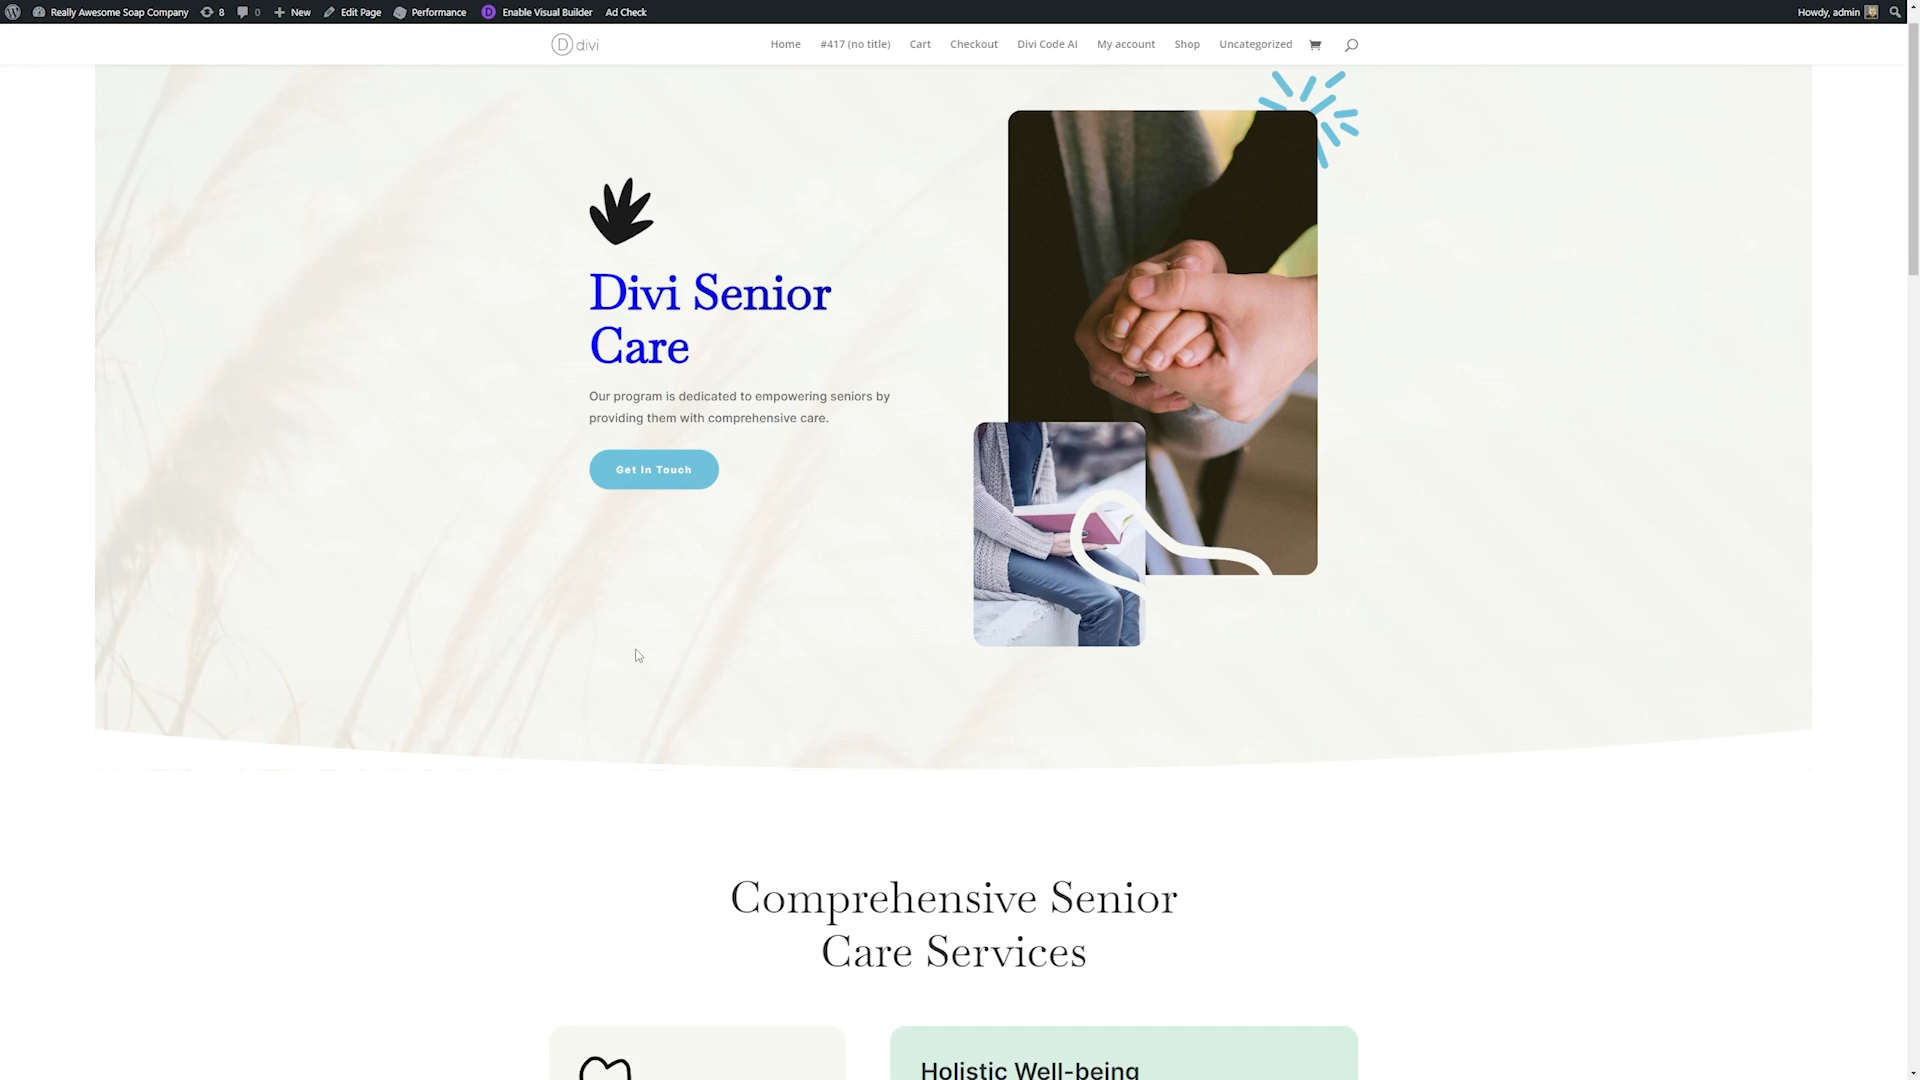 Really Awesome Soap Company 8 0 New Edit Page Performance D Enable Visual Builder Ad Check Howdy, admin
D divi Home #417 (no title) Cart Checkout Divi Code AI My account Shop Uncategorized
Divi Senior
Care
Our program is dedicated to empowering seniors by
providing them with comprehensive care.
Get In Touch
Comprehensive Senior
Care Services
Holistic Well-being